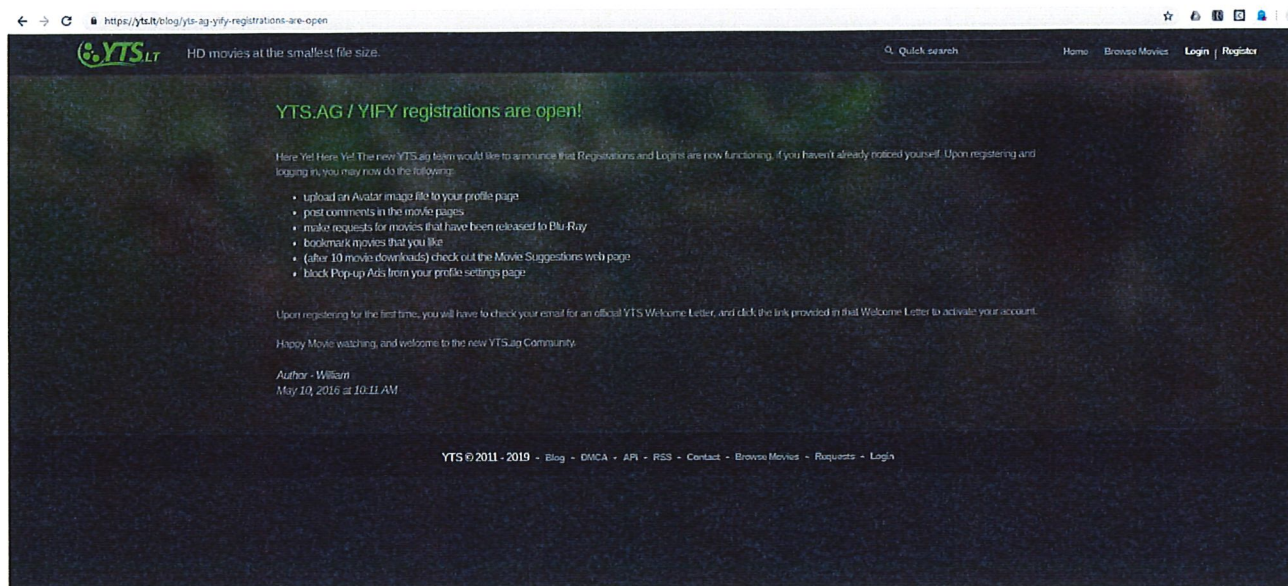 https://yts.lt/blog/yts-ag-yify-registrations-are-open
YTS.LT HD movies at the smallest file size. Quick search Home Browse Movies Login | Register
YTS.AG / YIFY registrations are open!
Here Ye! Here Ye! The new YTS.ag team would like to announce that Registrations and Logins are now functioning, if you haven't already noticed yourself. Upon registering and
logging in, you may now do the following:
• upload an Avatar image file to your profile page
• post comments in the movie pages
• make requests for movies that have been released to Blu-Ray
• bookmark movies that you like
• (after 10 movie downloads) check out the Movie Suggestions web page
• block Pop-up Ads from your profile settings page
Upon registering for the first time, you will have to check your email for an official YTS Welcome Letter, and click the link provided in that Welcome Letter to activate your account.
Happy Movie watching, and welcome to the new YTS.ag Community.
Author - William
May 10, 2016 at 10:11 AM
YTS © 2011 - 2019 - Blog - DMCA - API - RSS - Contact - Browse Movies - Requests - Login